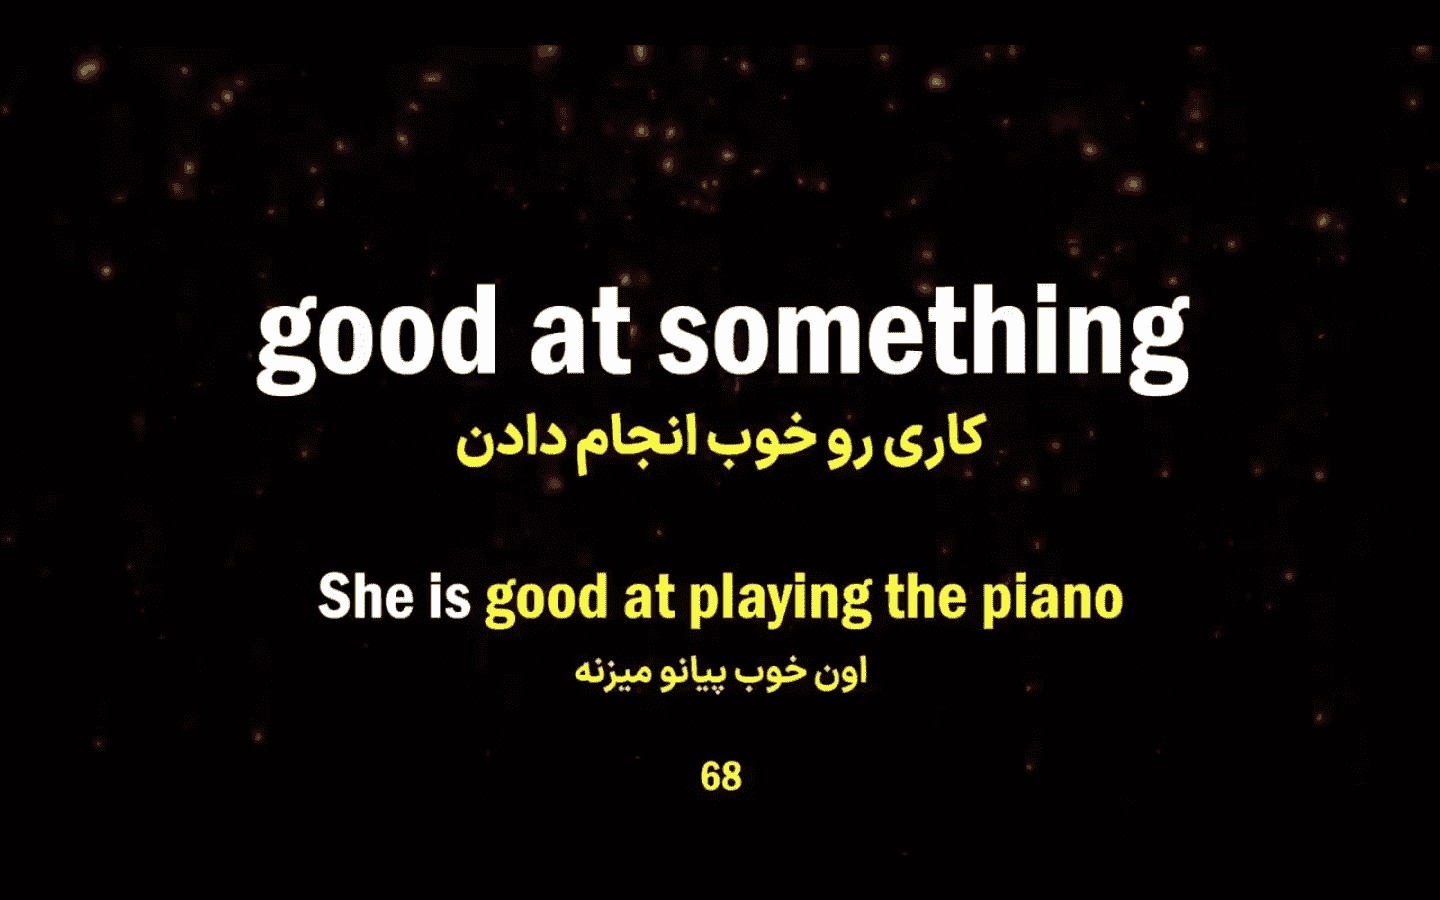 good at something
کاری رو خوب انجام دادن
She is good at playing the piano
اون خوب پیانو میزنه
68